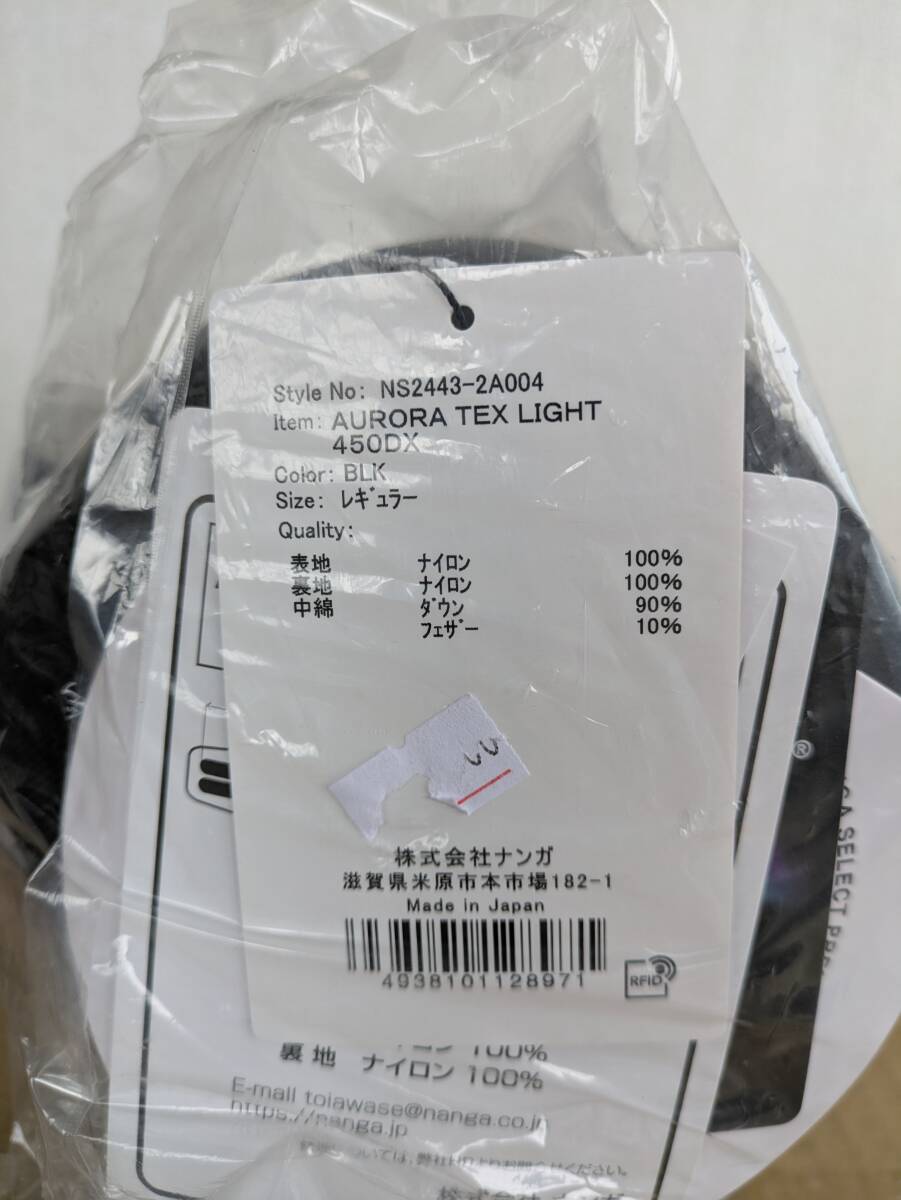 Style No: NS2443-2A004
Item: AURORA TEX LIGHT
450DX
Color: BLK
Size: ﾚｷﾞｭﾗｰ
Quality:
表地 ﾅｲﾛﾝ 100%
裏地 ﾅｲﾛﾝ 100%
中綿 ﾀﾞｳﾝ 90%
ﾌｪｻﾞｰ 10%
株式会社ナンガ
滋賀県米原市本市場182-1
Made in Japan
4938101128971
RFID
®
SELECT
100%
裏地 ナイロン 100%
E-mail toiawase@nanga.co.jp
https://nanga.jp